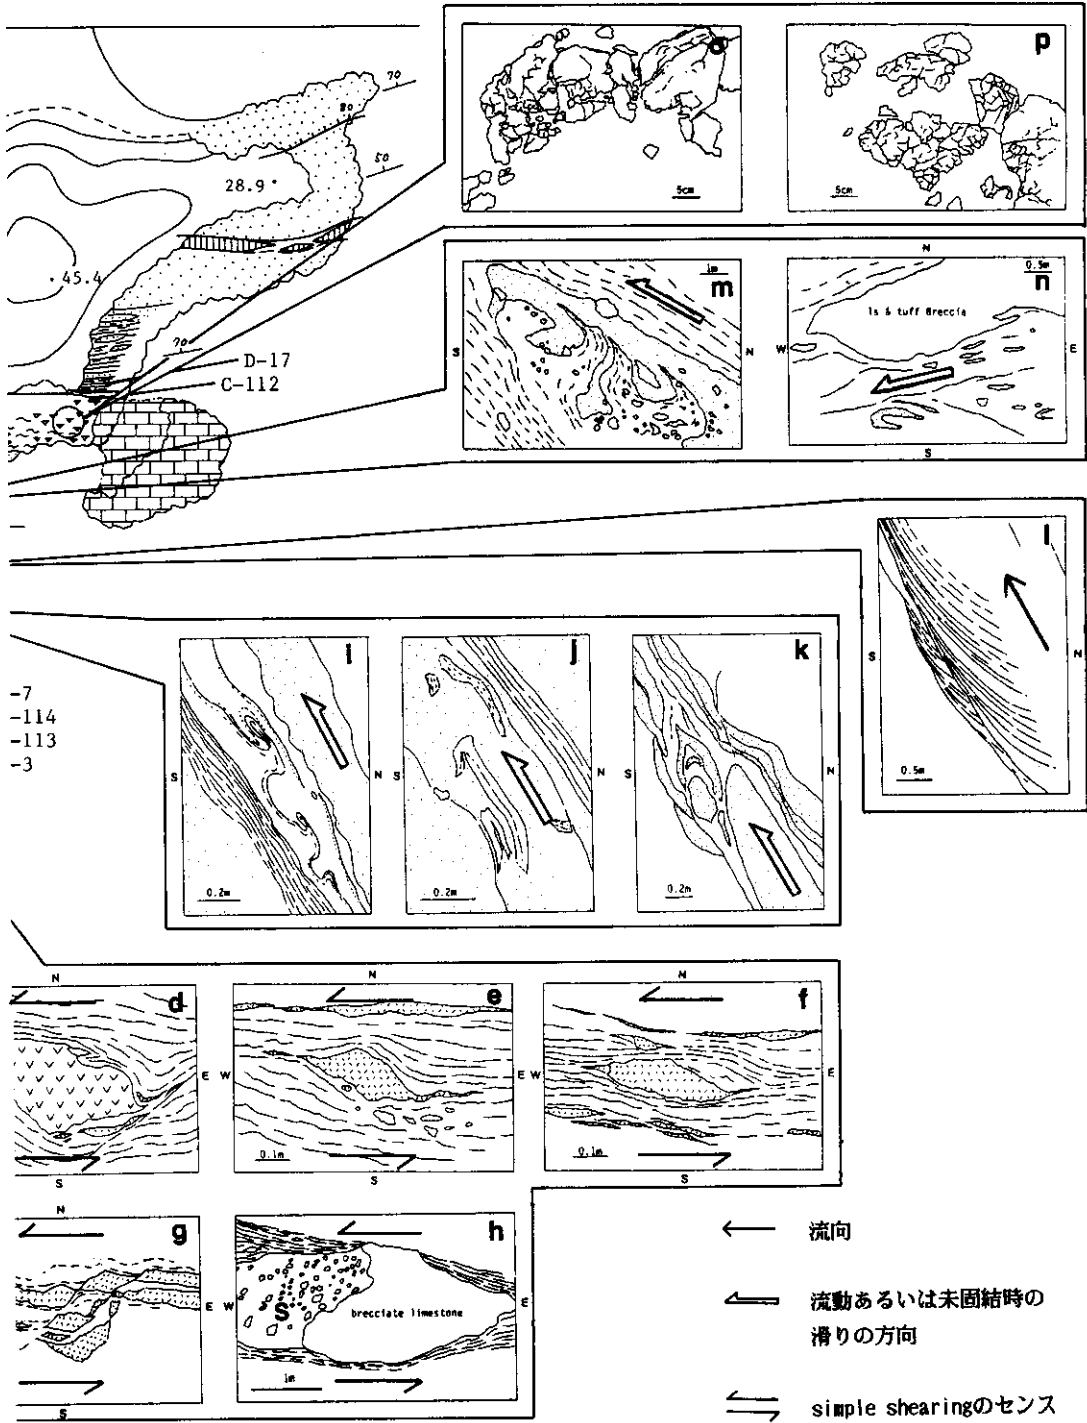 70
80
50
28.9
45.4
70
D-17
C-112
o
5cm
p
5cm
N
m
1m
S
N
n
0.5m
ls & tuff Breccia
W
E
S
l
S
N
0.5m
-7
-114
-113
-3
i
S
N
0.2m
j
S
N
0.2m
k
S
N
0.2m
N
d
E
S
N
e
W
E
0.1m
S
N
f
W
E
0.1m
S
N
g
E
S
h
W
S
brecciate limestone
E
1m
流向
流動あるいは未固結時の
滑りの方向
simple shearingのセンス